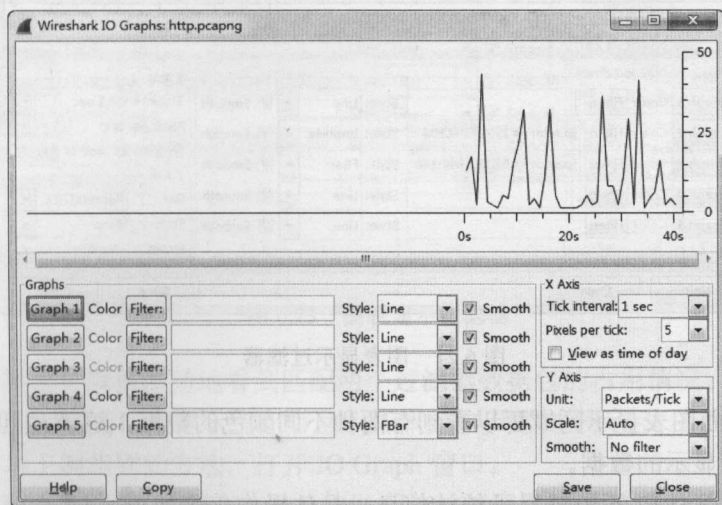 Wireshark IO Graphs: http.pcapng
50
25
0
0s 20s 40s
Graphs
Graph 1 Color Filter: Style: Line Smooth
Graph 2 Color Filter: Style: Line Smooth
Graph 3 Color Filter: Style: Line Smooth
Graph 4 Color Filter: Style: Line Smooth
Graph 5 Color Filter: Style: FBar Smooth
X Axis
Tick interval: 1 sec
Pixels per tick: 5
View as time of day
Y Axis
Unit: Packets/Tick
Scale: Auto
Smooth: No filter
Help Copy Save Close